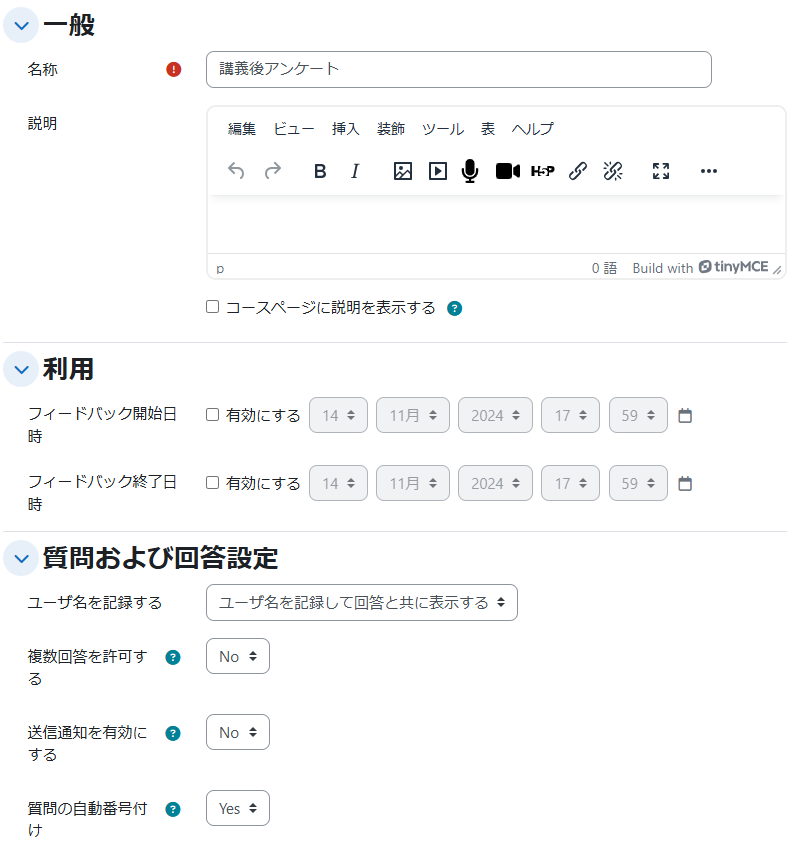 一般
名称
講義後アンケート
説明
編集 ビュー 挿入 装飾 ツール 表 ヘルプ
B I H5P
p 0 語 Build with tinyMCE
コースページに説明を表示する
利用
フィードバック開始日
時
有効にする 14 11月 2024 17 59
フィードバック終了日
時
有効にする 14 11月 2024 17 59
質問および回答設定
ユーザ名を記録する
ユーザ名を記録して回答と共に表示する
複数回答を許可す
る
No
送信通知を有効に
する
No
質問の自動番号付
け
Yes